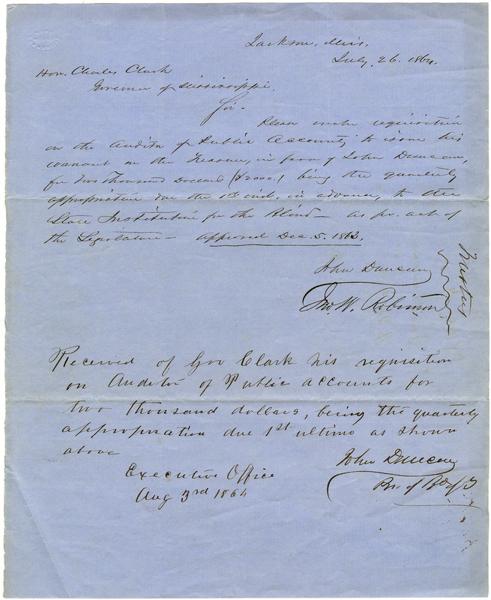 Jackson, Miss,
July 26. 1864.
Hon. Charles Clark
Governor of Mississippi.
Sir.
Please make requisition
on the Auditor of Public Accounts to issue his
warrant on the Treasurer, in favor of John Duncan,
for Two Thousand Dollars ($2000.) being the quarterly
appropriation due the 1st inst. in advance, to the
State Institution for the Blind - as pr. act of
the Legislature - approved Dec. 5. 1863.
John Duncan
Jno. W. Robinson
Trustees
Received of Gov Clark his requisition
on Auditor of Public accounts for
two thousand dollars, being the quarterly
appropriation due 1st ultimo as shown
above
Executive Office
Aug 3rd 1864
John Duncan
Pr. of Bd of T